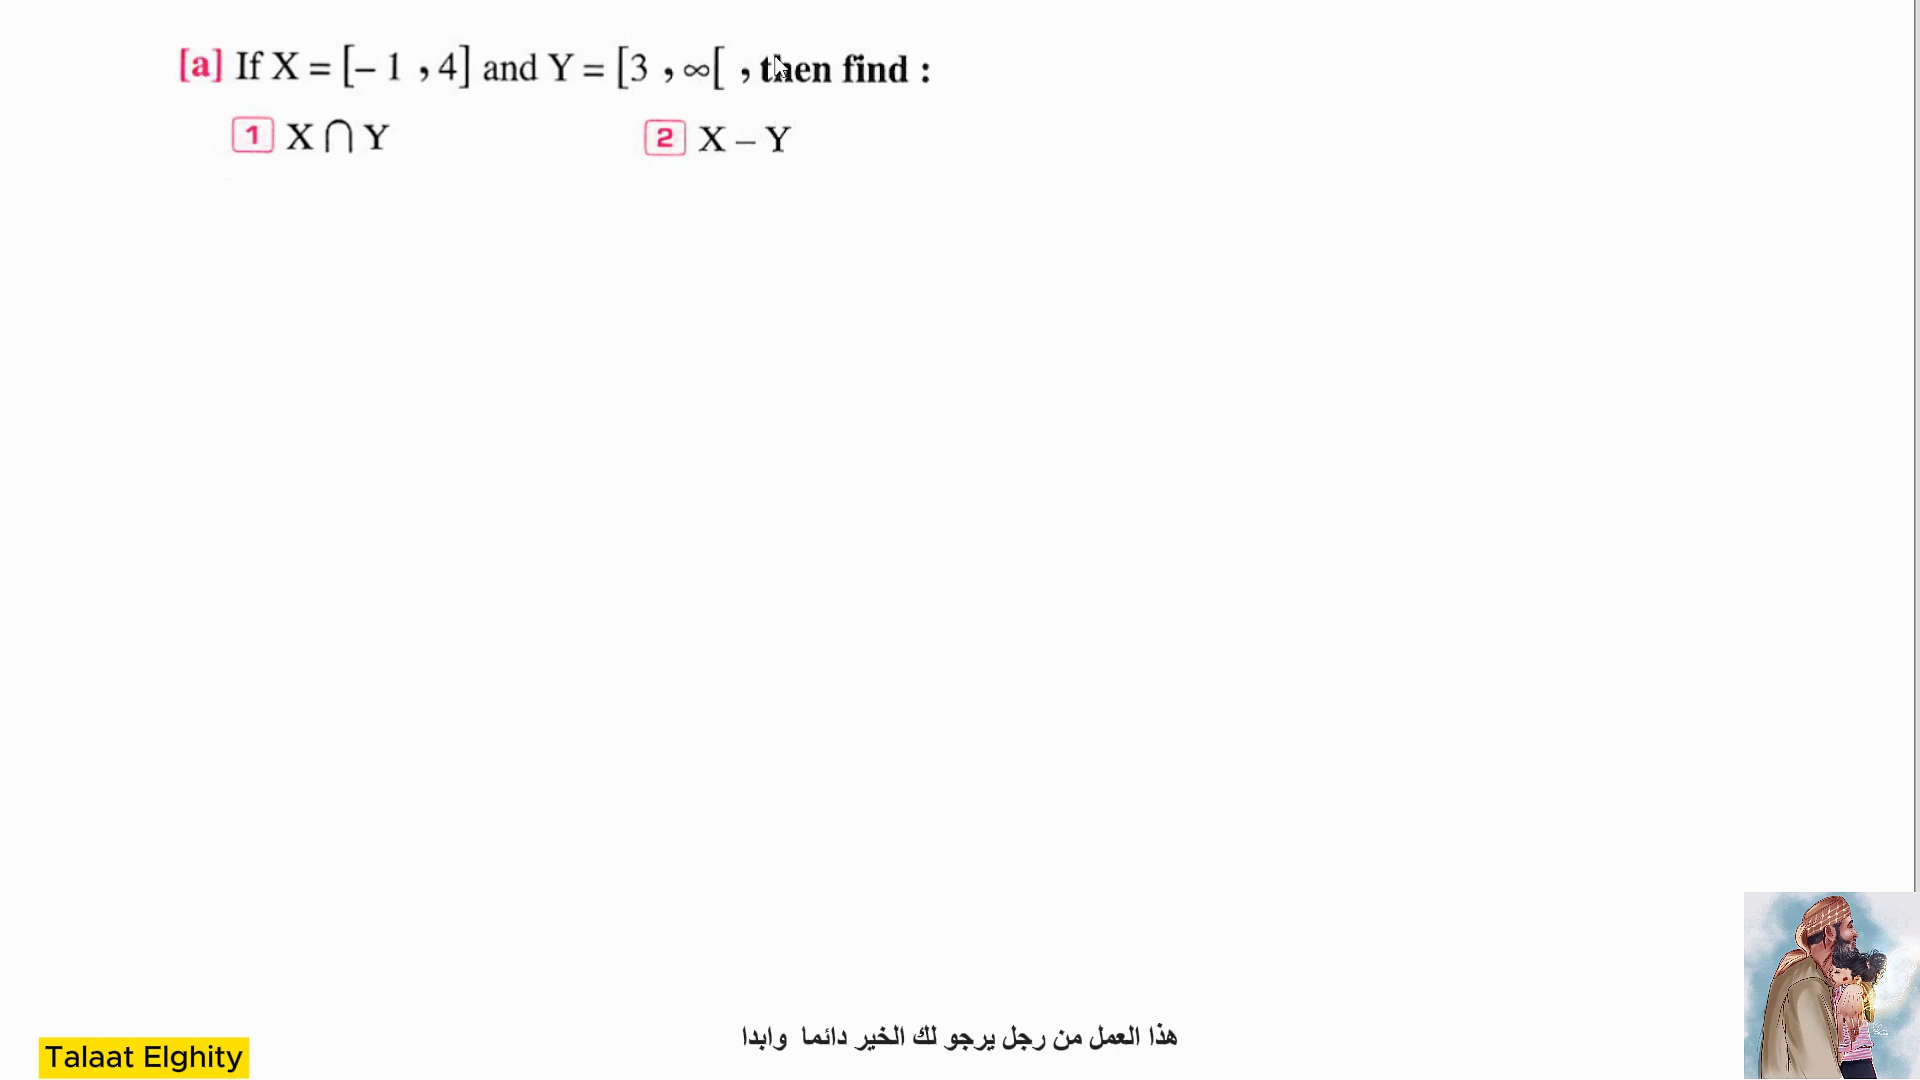 [a] If X = [– 1 , 4] and Y = [3 , ∞[ , then find :
1 X ∩ Y 2 X – Y
هذا العمل من رجل يرجو لك الخير دائما وابدا
Talaat Elghity